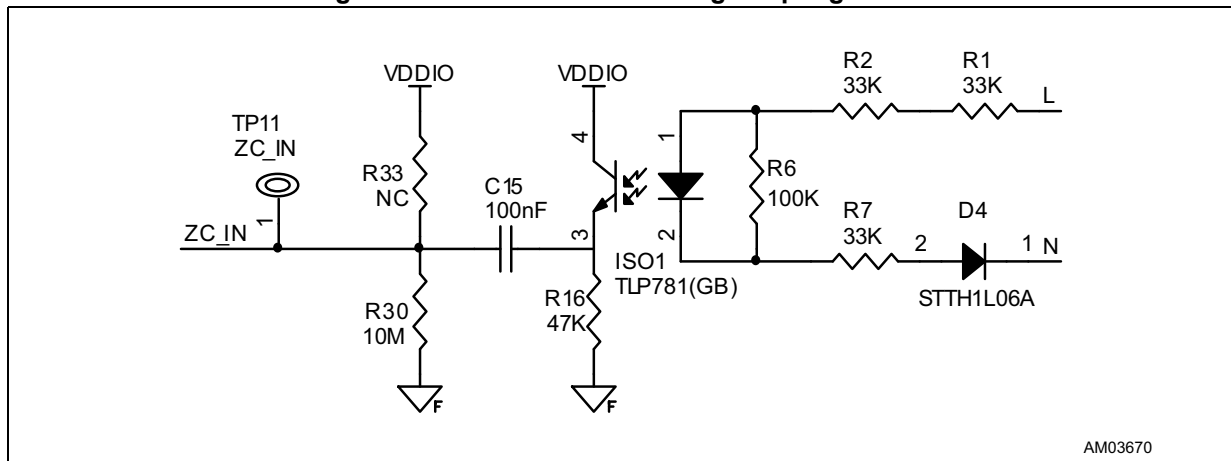 VDDIO
VDDIO
R2
33K
R1
33K
L
TP11
ZC_IN
1
R33
NC
C15
100nF
4
1
R6
100K
ZC_IN
3
2
R7
33K
D4
2
1
N
STTH1L06A
ISO1
TLP781(GB)
R30
10M
R16
47K
F
F
AM03670